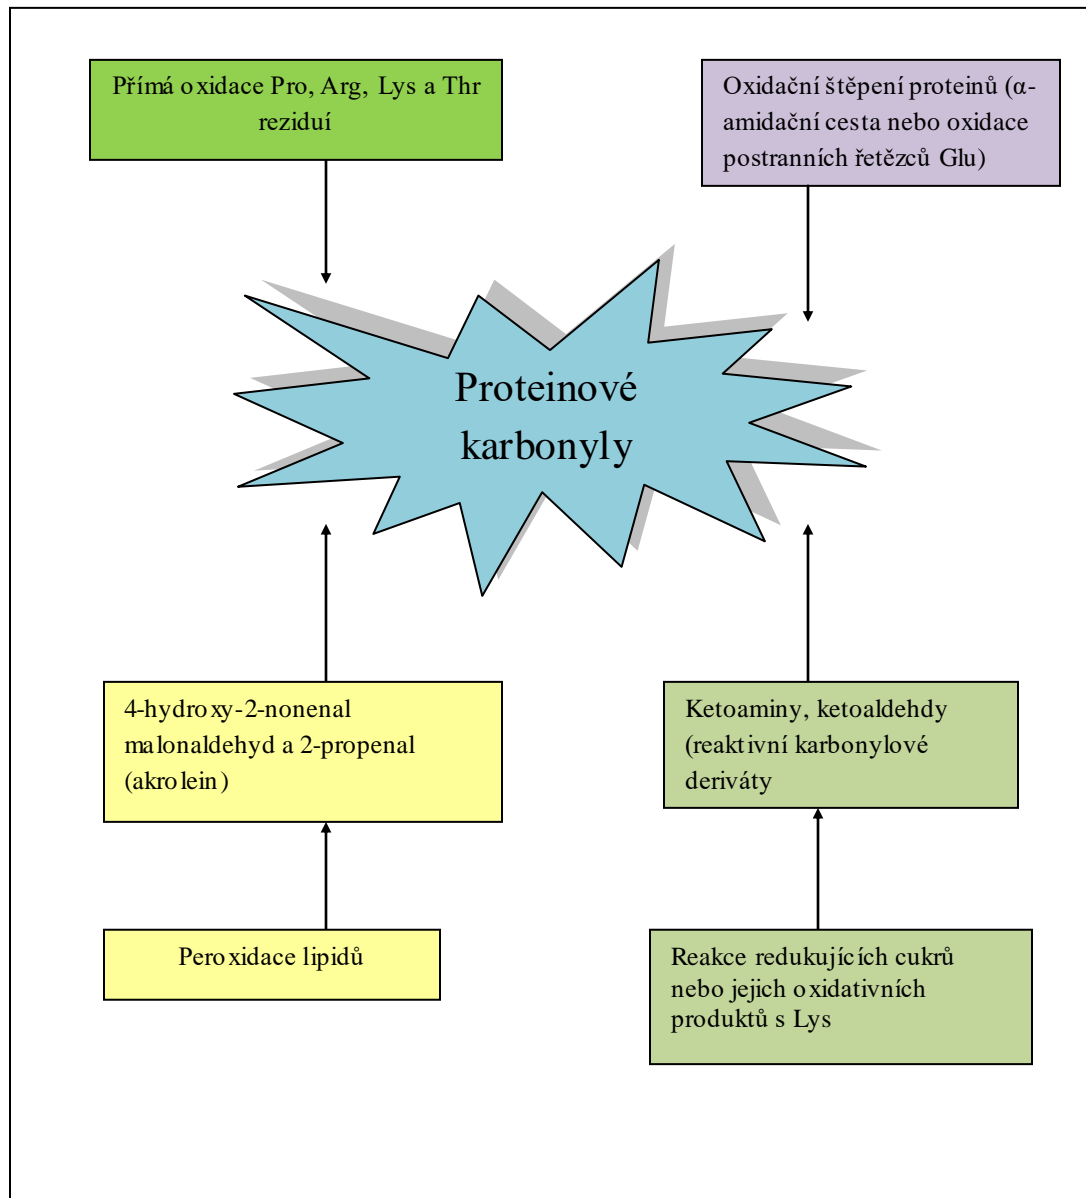 Přímá oxidace Pro, Arg, Lys a Thr
reziduí
Oxidační štěpení proteinů (α-
amidační cesta nebo oxidace
postranních řetězců Glu)
Proteinové
karbonyly
4-hydroxy-2-nonenal
malonaldehyd a 2-propenal
(akrolein)
Ketoaminy, ketoaldehdy
(reaktivní karbonylové
deriváty
Peroxidace lipidů
Reakce redukujících cukrů
nebo jejich oxidativních
produktů s Lys